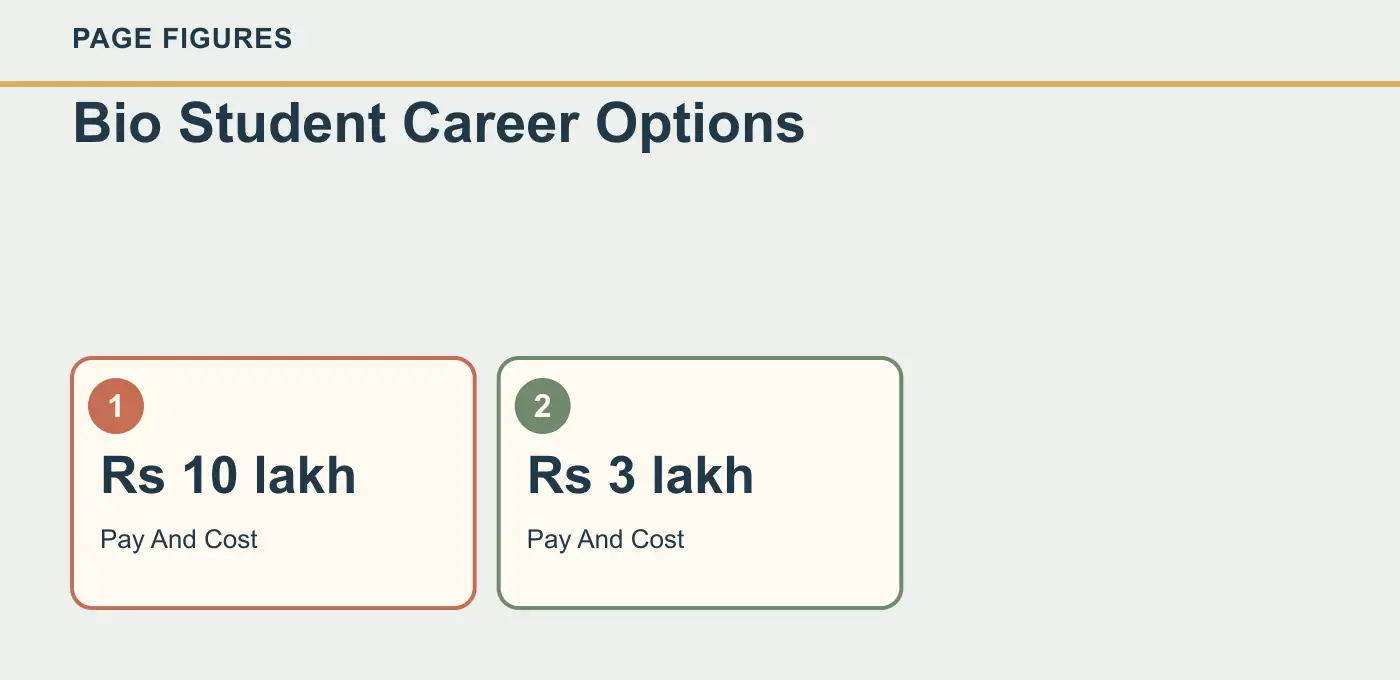 PAGE FIGURES
Bio Student Career Options
1
Rs 10 lakh
Pay And Cost
2
Rs 3 lakh
Pay And Cost